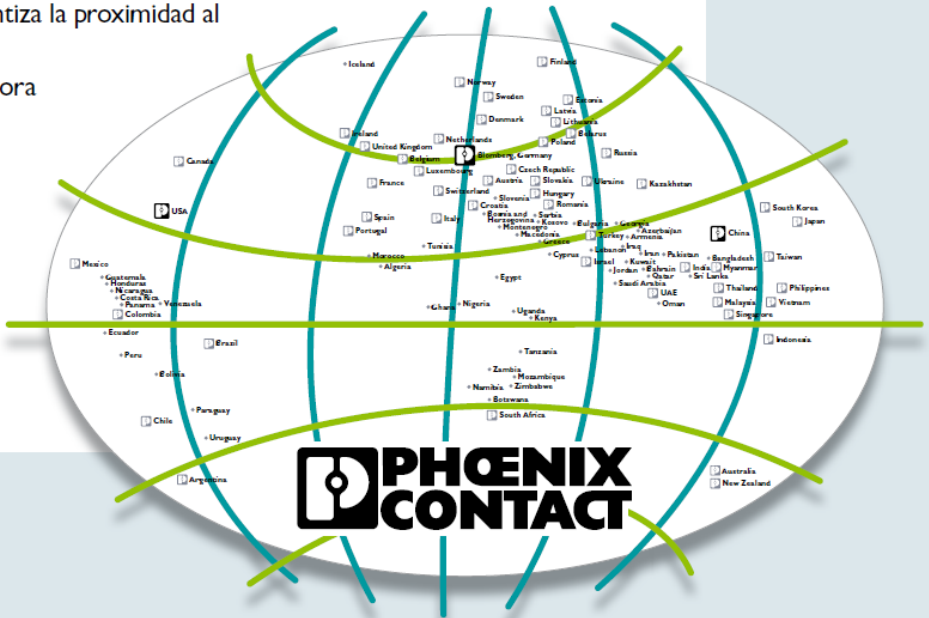 ntiza la proximidad al
ora
Iceland
Finland
Norway
Sweden
Estonia
Latvia
Denmark
Lithuania
Ireland
Belarus
Netherlands
United Kingdom
Poland
Belgium
Blomberg, Germany
Russia
Canada
Luxembourg
Czech Republic
France
Austria
Slovakia
Ukraine
Kazakhstan
Switzerland
Hungary
Slovenia
Croatia
Romania
USA
South Korea
Spain
Italy
Bosnia and Herzegovina
Serbia
Kosovo
Bulgaria
Georgia
Japan
Portugal
Montenegro
Macedonia
Turkey
Azerbaijan
Armenia
China
Tunisia
Greece
Morocco
Cyprus
Lebanon
Iraq
Iran
Pakistan
Bangladesh
Taiwan
Mexico
Algeria
Israel
Kuwait
Jordan
Bahrain
India
Myanmar
Guatemala
Egypt
Qatar
Sri Lanka
Honduras
Saudi Arabia
Nicaragua
UAE
Thailand
Philippines
Costa Rica
Panama
Venezuela
Ghana
Nigeria
Oman
Malaysia
Vietnam
Colombia
Uganda
Kenya
Singapore
Ecuador
Brazil
Indonesia
Peru
Tanzania
Bolivia
Zambia
Mozambique
Namibia
Zimbabwe
Botswana
Paraguay
South Africa
Chile
Uruguay
PHŒNIX
CONTACT
Argentina
Australia
New Zealand